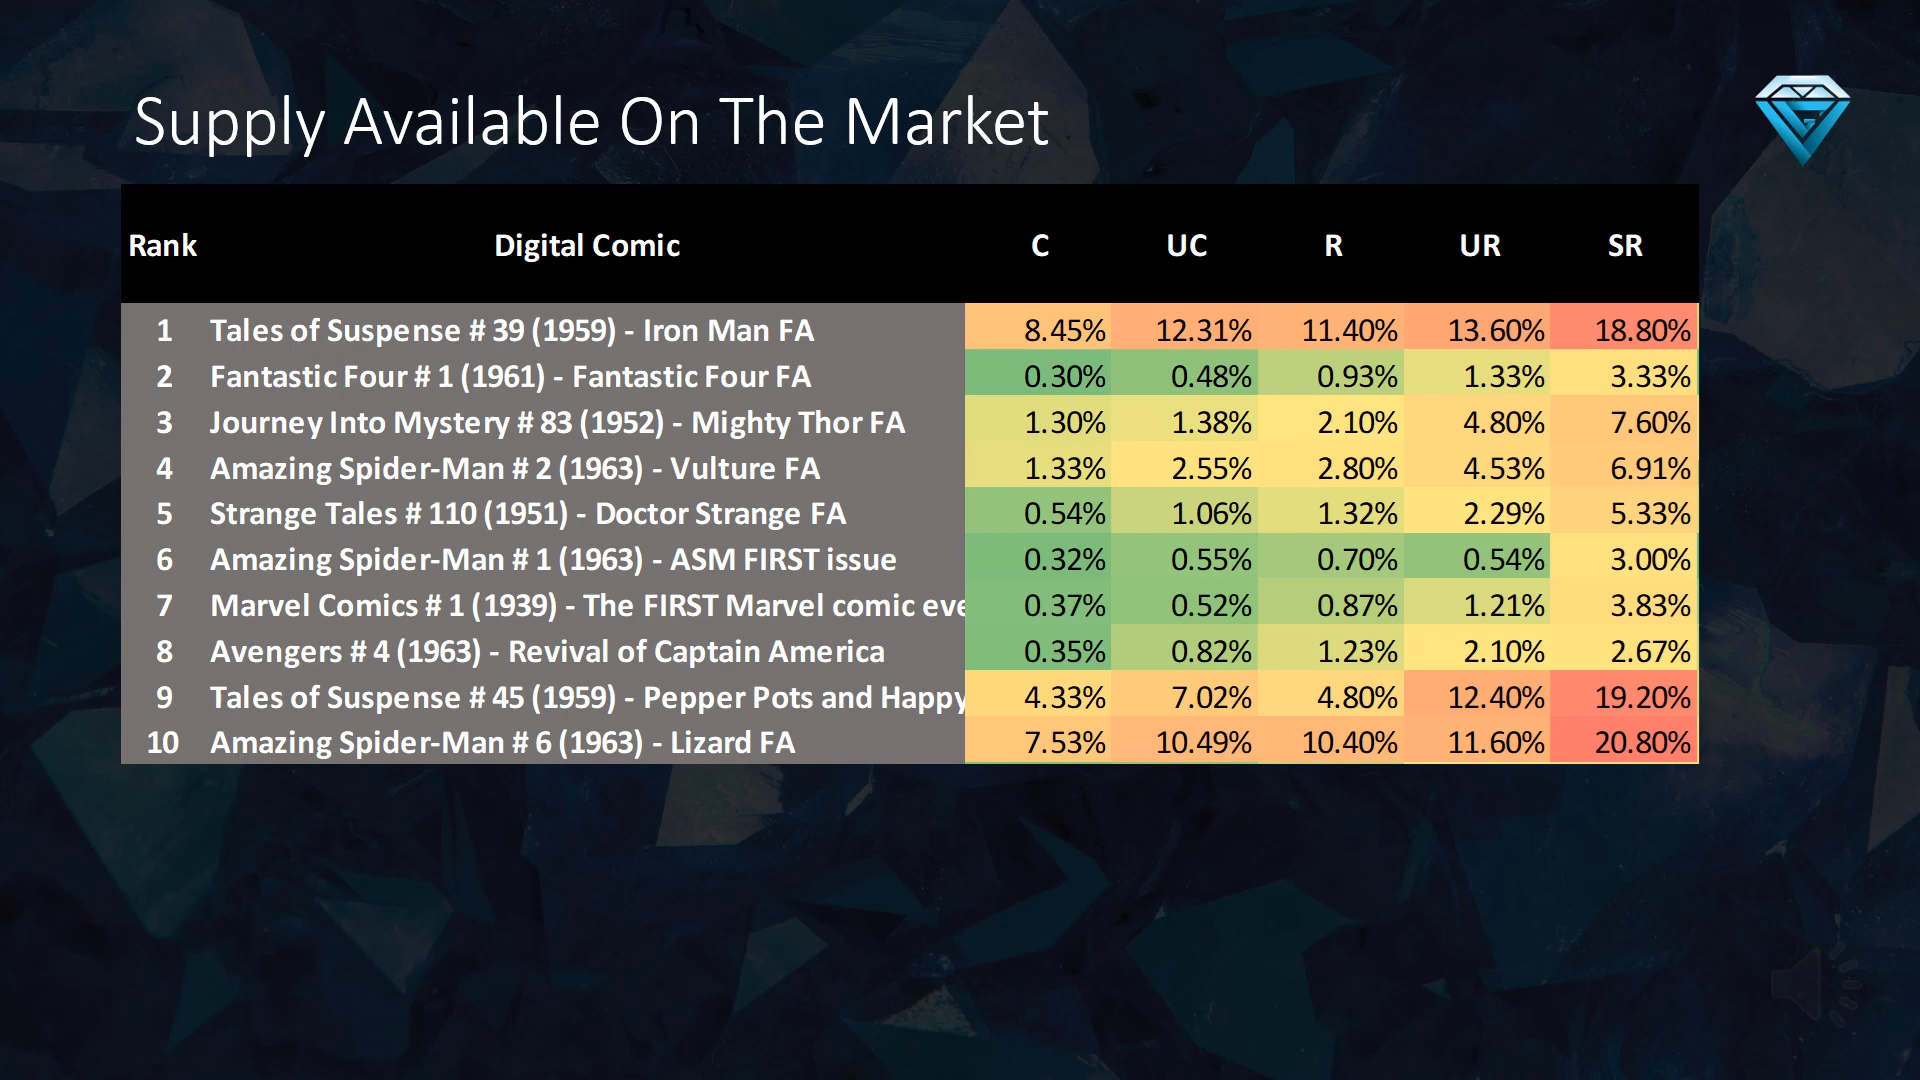 Supply Available On The Market
Rank Digital Comic C UC R UR SR
1 Tales of Suspense # 39 (1959) - Iron Man FA 8.45% 12.31% 11.40% 13.60% 18.80%
2 Fantastic Four # 1 (1961) - Fantastic Four FA 0.30% 0.48% 0.93% 1.33% 3.33%
3 Journey Into Mystery # 83 (1952) - Mighty Thor FA 1.30% 1.38% 2.10% 4.80% 7.60%
4 Amazing Spider-Man # 2 (1963) - Vulture FA 1.33% 2.55% 2.80% 4.53% 6.91%
5 Strange Tales # 110 (1951) - Doctor Strange FA 0.54% 1.06% 1.32% 2.29% 5.33%
6 Amazing Spider-Man # 1 (1963) - ASM FIRST issue 0.32% 0.55% 0.70% 0.54% 3.00%
7 Marvel Comics # 1 (1939) - The FIRST Marvel comic eve 0.37% 0.52% 0.87% 1.21% 3.83%
8 Avengers # 4 (1963) - Revival of Captain America 0.35% 0.82% 1.23% 2.10% 2.67%
9 Tales of Suspense # 45 (1959) - Pepper Pots and Happy 4.33% 7.02% 4.80% 12.40% 19.20%
10 Amazing Spider-Man # 6 (1963) - Lizard FA 7.53% 10.49% 10.40% 11.60% 20.80%